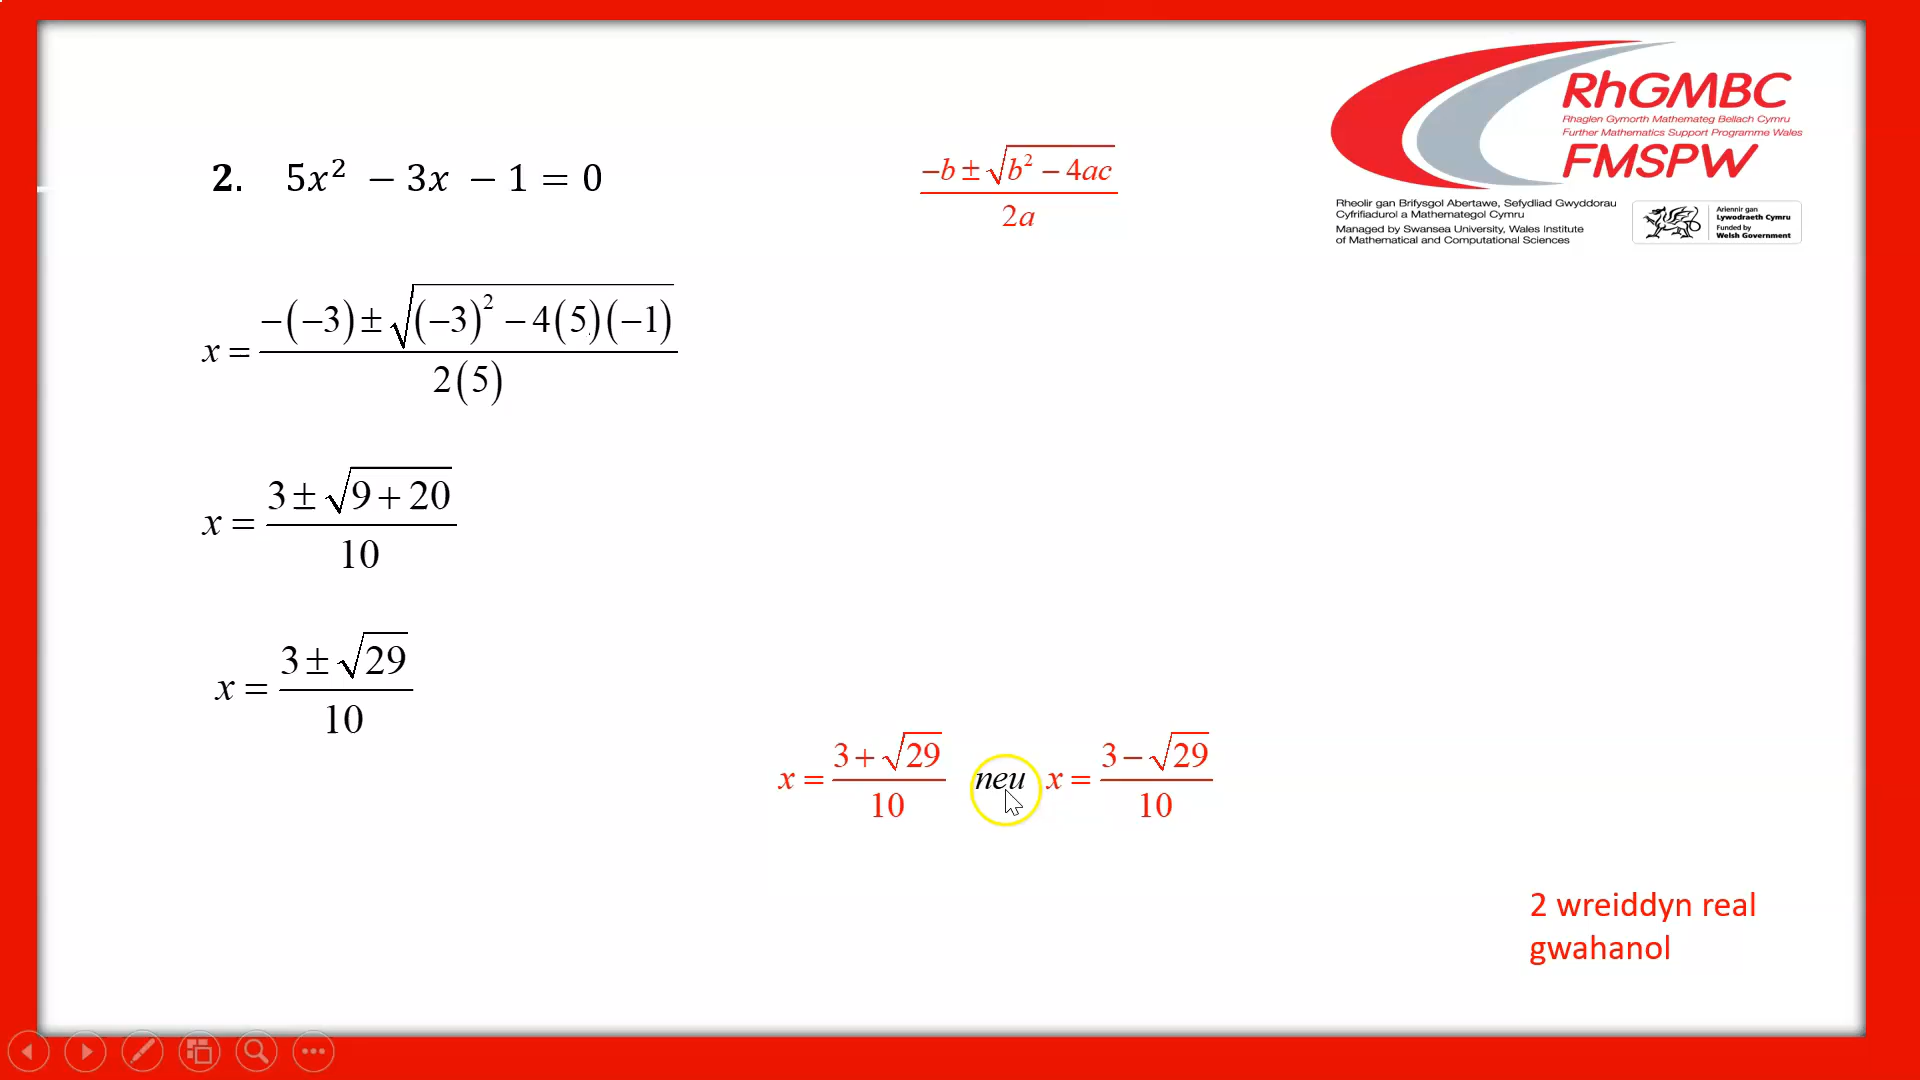 RhGMBC
Rhaglen Gymorth Mathemateg Bellach Cymru
Further Mathematics Support Programme Wales
FMSPW
Rheolir gan Brifysgol Abertawe, Sefydliad Gwyddorau
Cyfrifiadurol a Mathemategol Cymru
Managed by Swansea University, Wales Institute
of Mathematical and Computational Sciences
Ariennir gan
Lywodraeth Cymru
Funded by
Welsh Government
2. 5x² − 3x − 1 = 0
−b ± √(b² − 4ac)
2a
x = −(−3) ± √((−3)² − 4(5)(−1))
2(5)
x = 3 ± √(9 + 20)
10
x = 3 ± √29
10
x = 3 + √29 neu x = 3 − √29
10 10
2 wreiddyn real
gwahanol